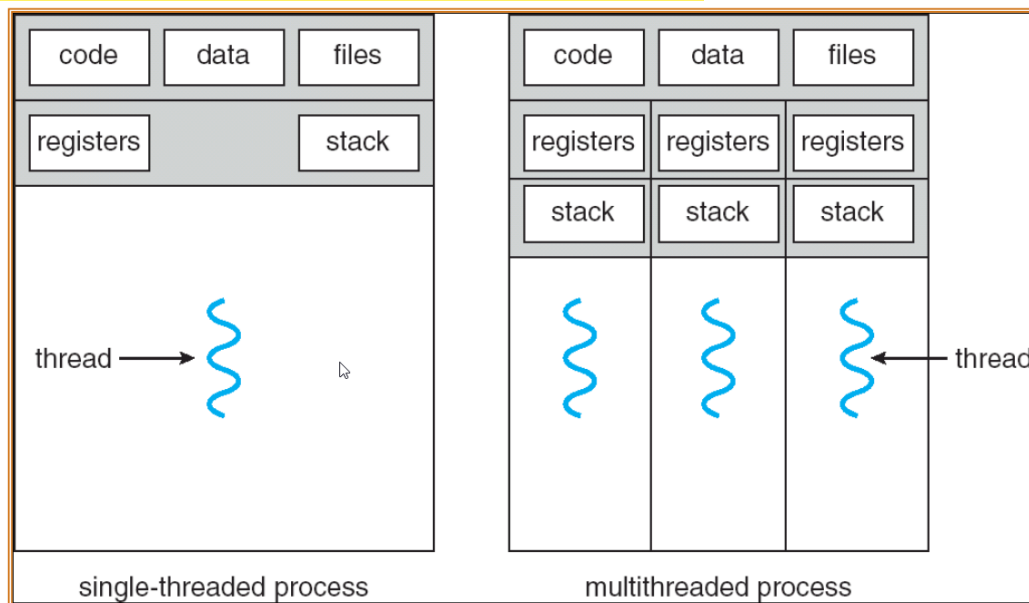 code data files
registers stack
thread
single-threaded process
code data files
registers registers registers
stack stack stack
thread
multithreaded process